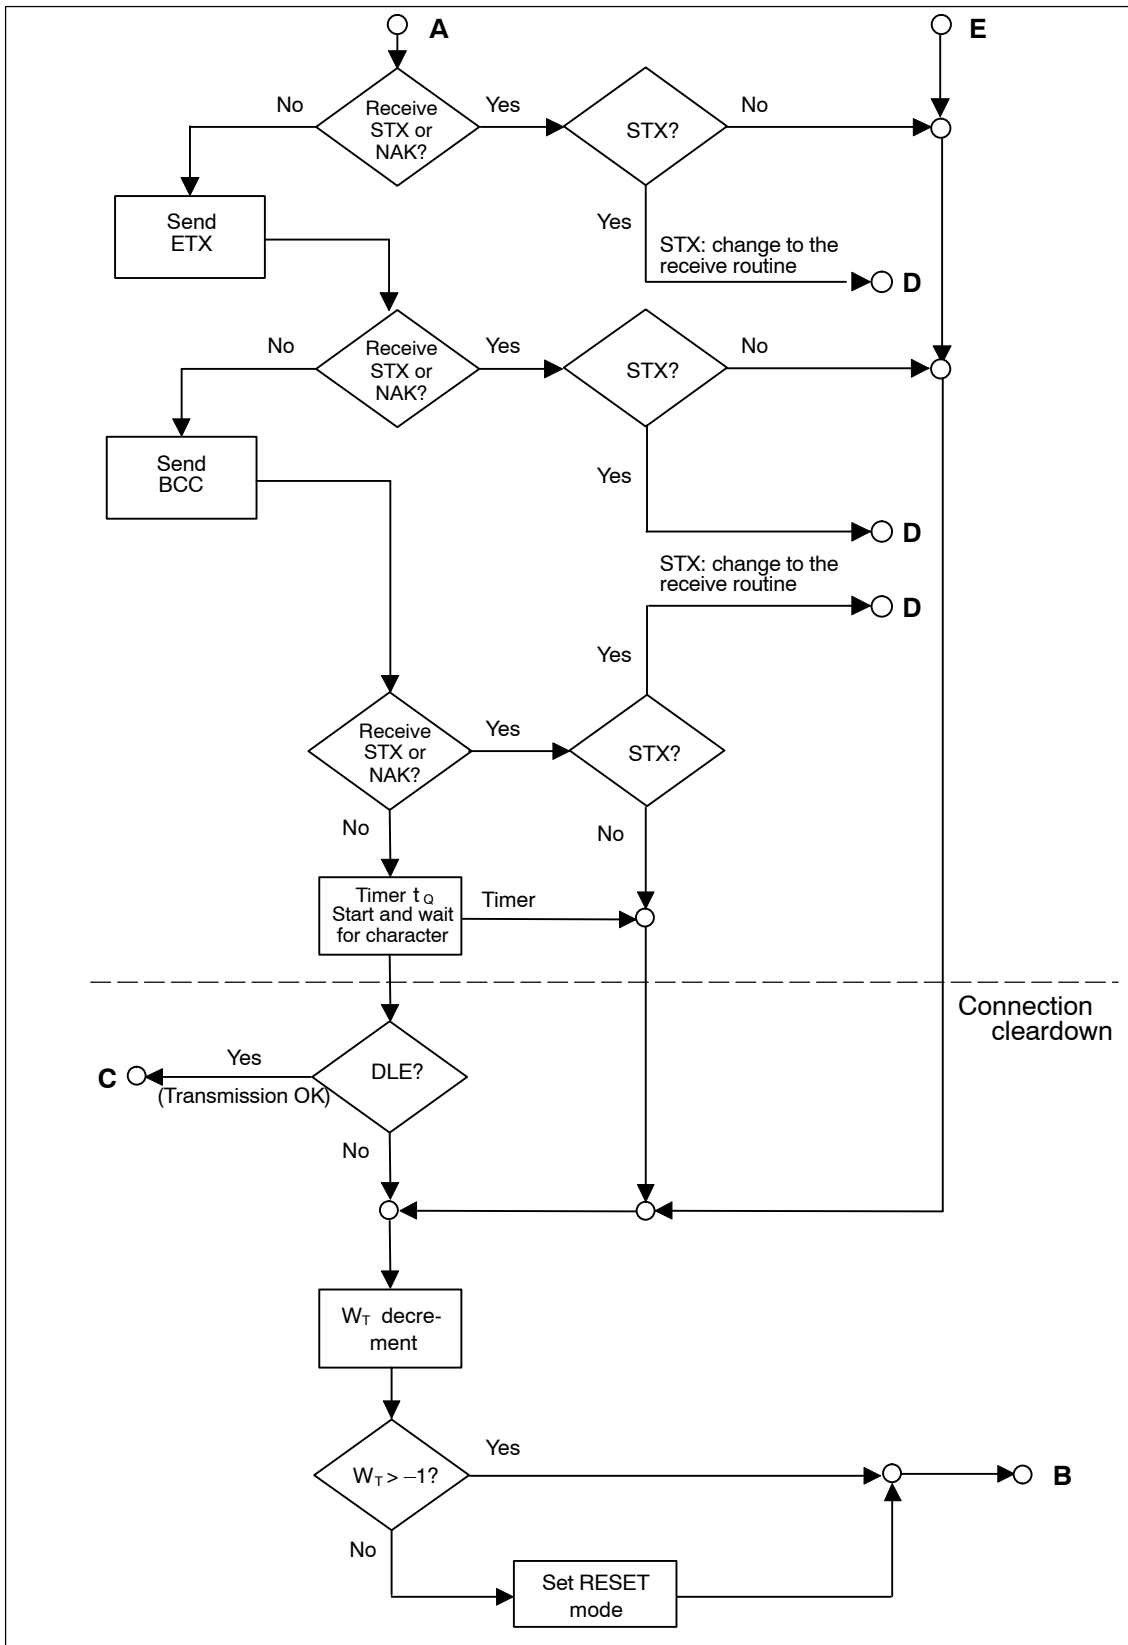 A
E
No
Receive
STX or
NAK?
Yes
STX?
No
Send
ETX
Yes
STX: change to the
receive routine
D
No
Receive
STX or
NAK?
Yes
STX?
No
Send
BCC
Yes
D
STX: change to the
receive routine
D
Yes
Receive
STX or
NAK?
Yes
STX?
No
No
Timer t Q
Start and wait
for character
Timer
Connection
cleardown
C
Yes
(Transmission OK)
DLE?
No
WT decre-
ment
WT > –1?
Yes
B
No
Set RESET
mode